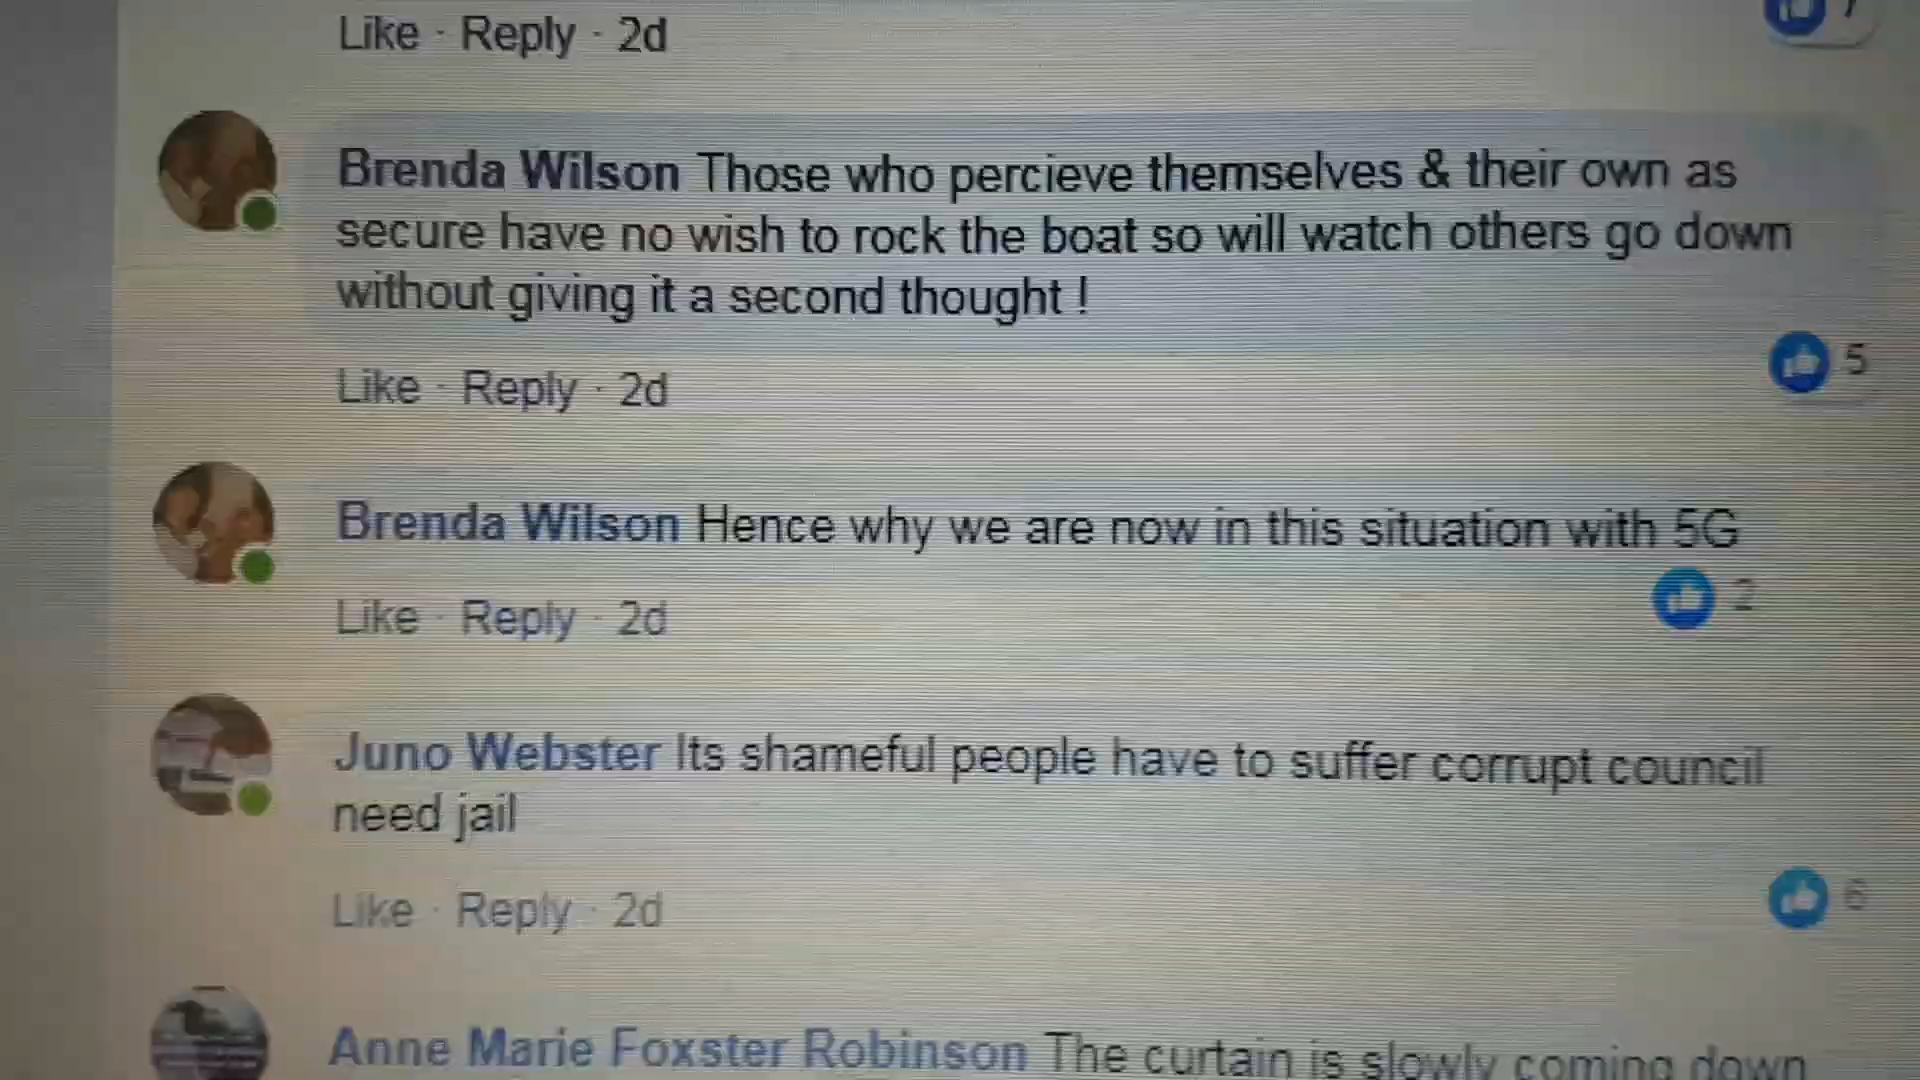 Like · Reply · 2d
Brenda Wilson Those who percieve themselves & their own as
secure have no wish to rock the boat so will watch others go down
without giving it a second thought !
5
Like · Reply · 2d
Brenda Wilson Hence why we are now in this situation with 5G
2
Like · Reply · 2d
Juno Webster Its shameful people have to suffer corrupt council
need jail
Like · Reply · 2d
6
Anne Marie Foxster Robinson The curtain is slowly coming down